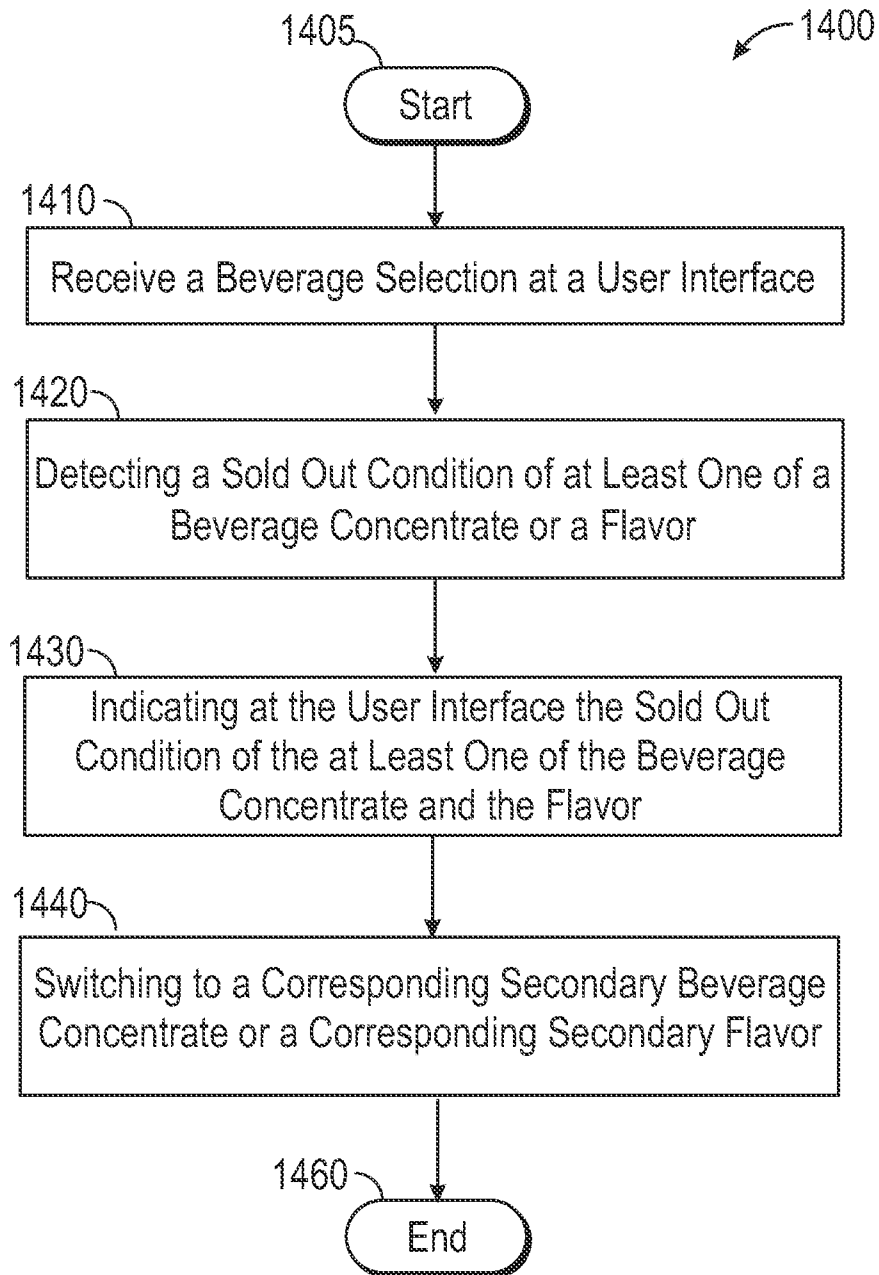 1405
1400
Start
1410
Receive a Beverage Selection at a User Interface
1420
Detecting a Sold Out Condition of at Least One of a
Beverage Concentrate or a Flavor
1430
Indicating at the User Interface the Sold Out
Condition of the at Least One of the Beverage
Concentrate and the Flavor
1440
Switching to a Corresponding Secondary Beverage
Concentrate or a Corresponding Secondary Flavor
1460
End